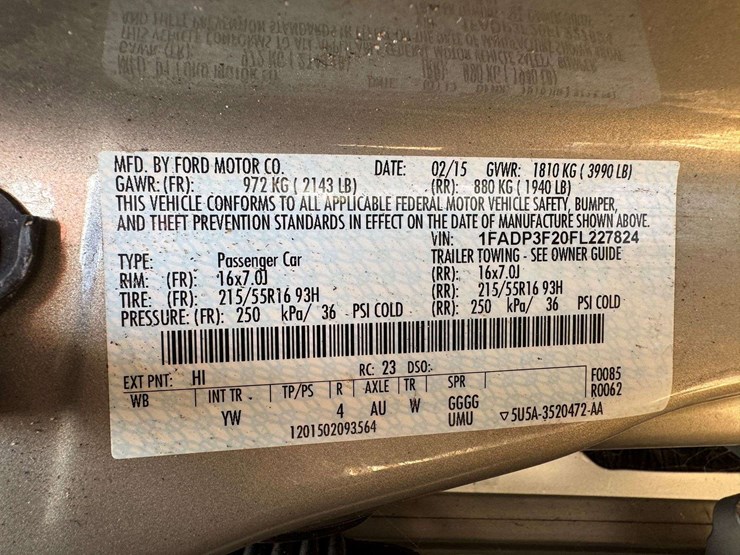 MFD. BY FORD MOTOR CO. DATE: 02/15 GVWR: 1810 KG ( 3990 LB)
GAWR: (FR): 972 KG ( 2143 LB) (RR): 880 KG ( 1940 LB)
THIS VEHICLE CONFORMS TO ALL APPLICABLE FEDERAL MOTOR VEHICLE SAFETY, BUMPER,
AND THEFT PREVENTION STANDARDS IN EFFECT ON THE DATE OF MANUFACTURE SHOWN ABOVE.
VIN: 1FADP3F20FL227824
TYPE: Passenger Car TRAILER TOWING - SEE OWNER GUIDE
RIM: (FR): 16x7.0J (RR): 16x7.0J
TIRE: (FR): 215/55R16 93H (RR): 215/55R16 93H
PRESSURE: (FR): 250 kPa/ 36 PSI COLD (RR): 250 kPa/ 36 PSI COLD
EXT PNT: HI RC: 23 DSO:
WB INT TR TP/PS R AXLE TR SPR F0085
YW 4 AU W GGGG R0062
UMU ▽5U5A-3520472-AA
1201502093564